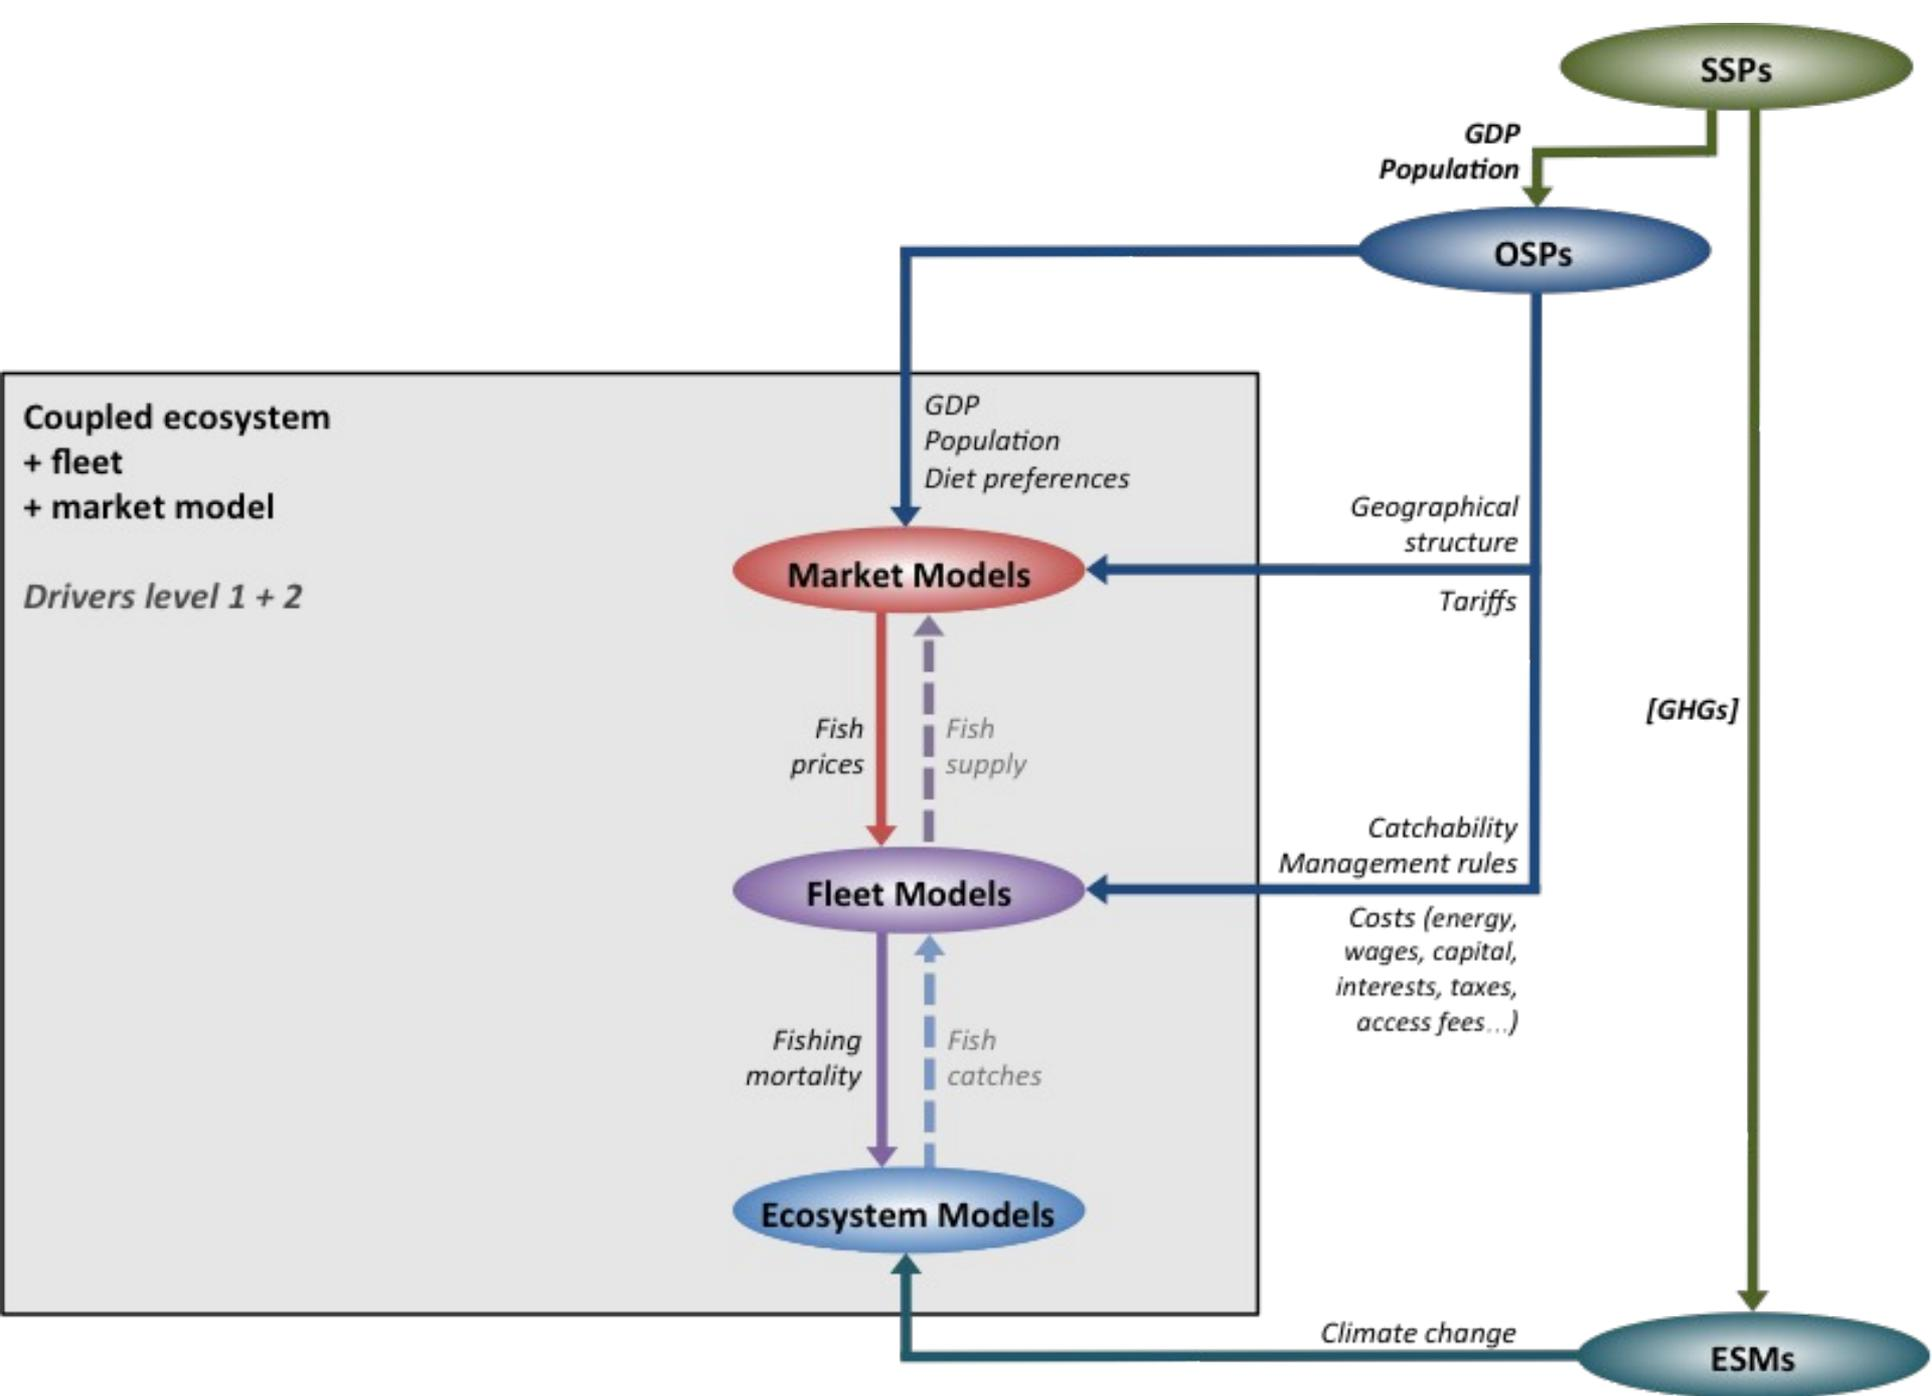 SSPs
GDP
Population
OSPs
Coupled ecosystem
+ fleet
+ market model
Drivers level 1 + 2
GDP
Population
Diet preferences
Geographical
structure
Tariffs
Market Models
Fish
prices
Fish
supply
[GHGs]
Catchability
Management rules
Fleet Models
Costs (energy,
wages, capital,
interests, taxes,
access fees...)
Fishing
mortality
Fish
catches
Ecosystem Models
Climate change
ESMs